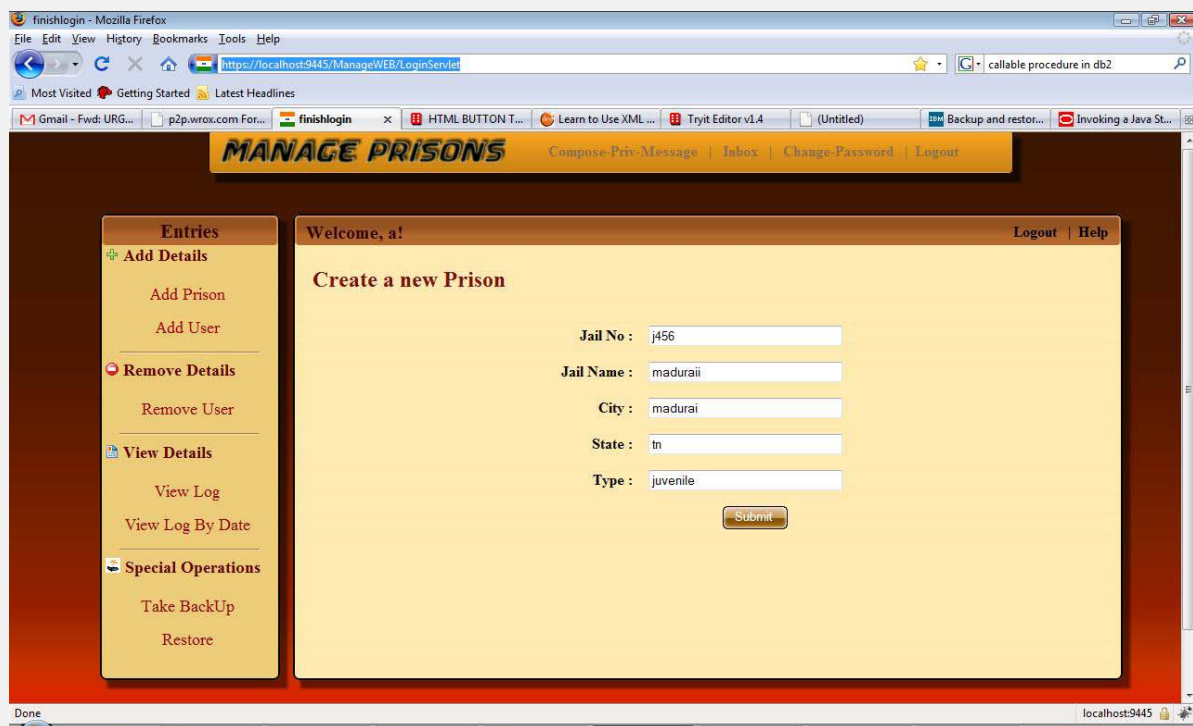 finishlogin - Mozilla Firefox
File Edit View History Bookmarks Tools Help
https://localhost:9445/ManageWEB/LoginServlet
G callable procedure in db2
Most Visited Getting Started Latest Headlines
Gmail - Fwd: URG... p2p.wrox.com For... finishlogin HTML BUTTON T... Learn to Use XML ... Tryit Editor v1.4 (Untitled) IBM Backup and restor... Invoking a Java St...
MANAGE PRISONS Compose-Priv-Message | Inbox | Change-Password | Logout
Entries
Add Details
Add Prison
Add User
Remove Details
Remove User
View Details
View Log
View Log By Date
Special Operations
Take BackUp
Restore
Welcome, a! Logout | Help
Create a new Prison
Jail No : j456
Jail Name : maduraii
City : madurai
State : tn
Type : juvenile
Submit
Done localhost:9445